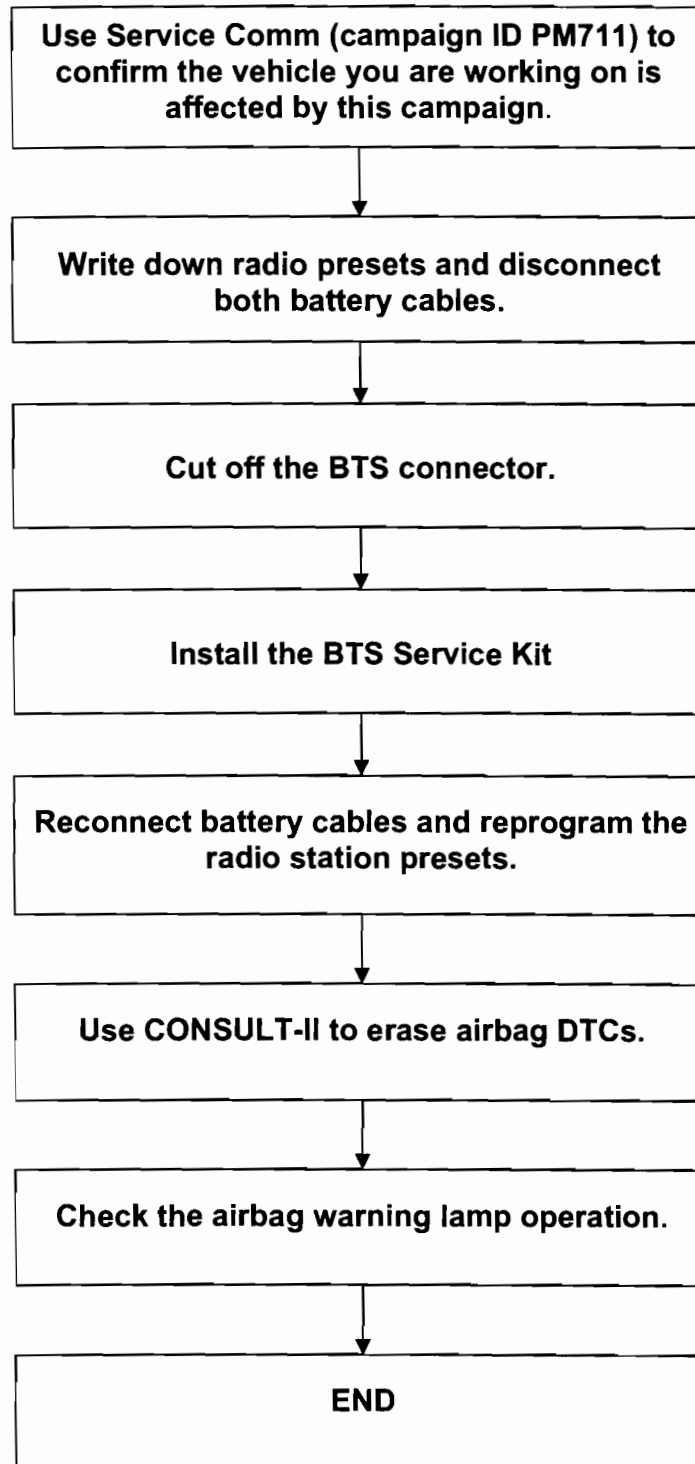 Use Service Comm (campaign ID PM711) to
confirm the vehicle you are working on is
affected by this campaign.
Write down radio presets and disconnect
both battery cables.
Cut off the BTS connector.
Install the BTS Service Kit
Reconnect battery cables and reprogram the
radio station presets.
Use CONSULT-II to erase airbag DTCs.
Check the airbag warning lamp operation.
END